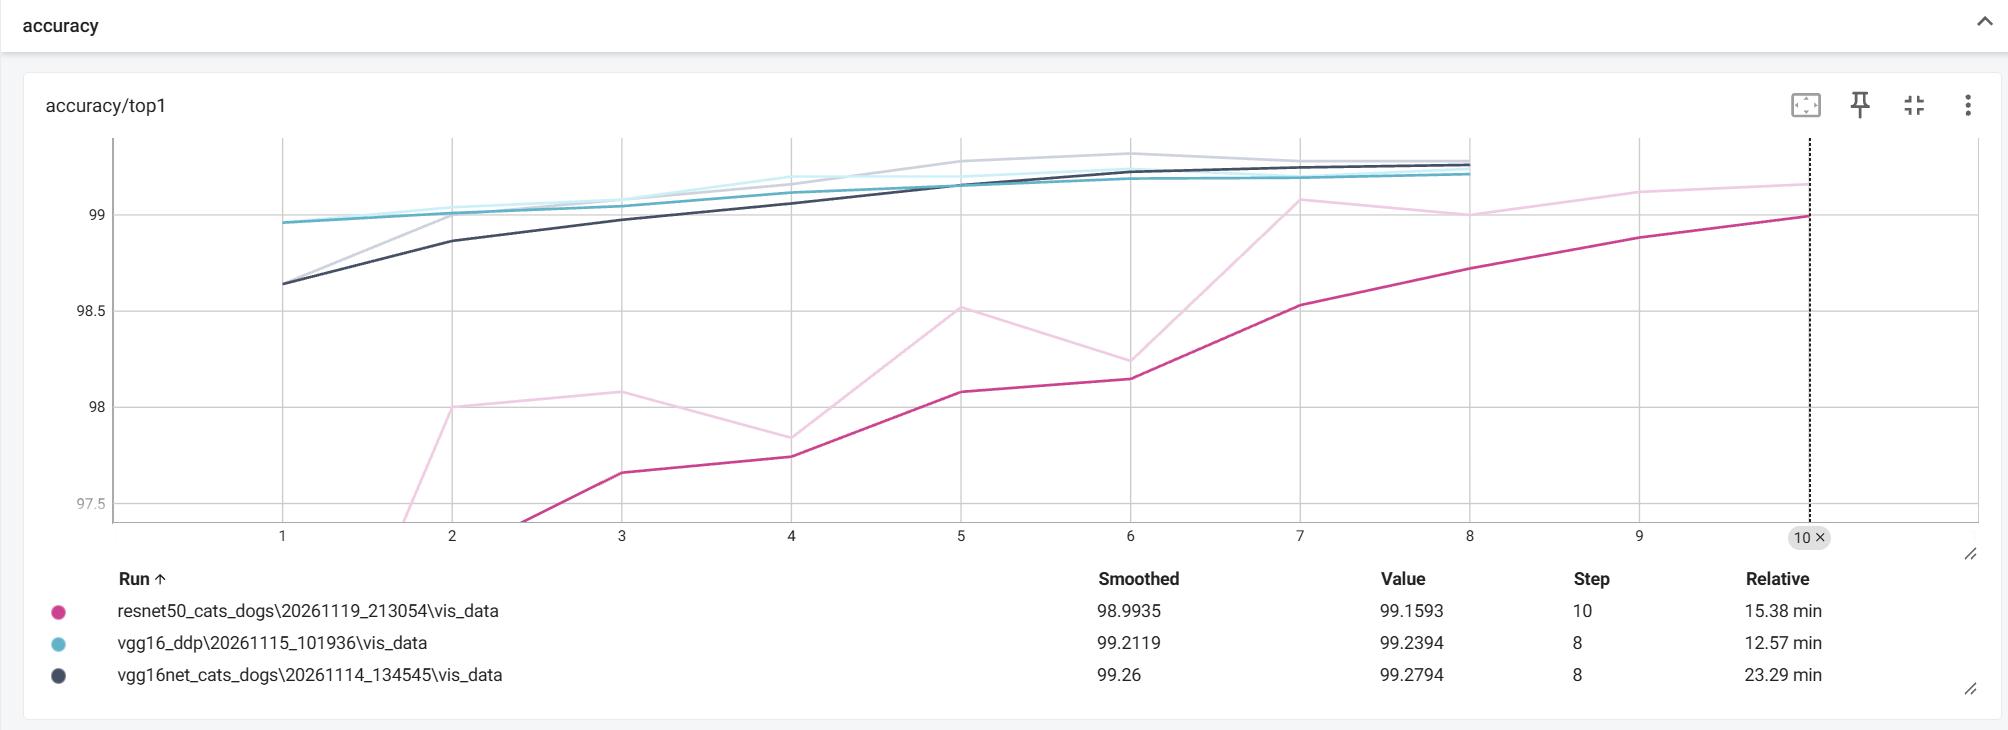 accuracy
accuracy/top1
99
98.5
98
97.5
1 2 3 4 5 6 7 8 9 10 ×
Run ↑ Smoothed Value Step Relative
resnet50_cats_dogs\20261119_213054\vis_data 98.9935 99.1593 10 15.38 min
vgg16_ddp\20261115_101936\vis_data 99.2119 99.2394 8 12.57 min
vgg16net_cats_dogs\20261114_134545\vis_data 99.26 99.2794 8 23.29 min